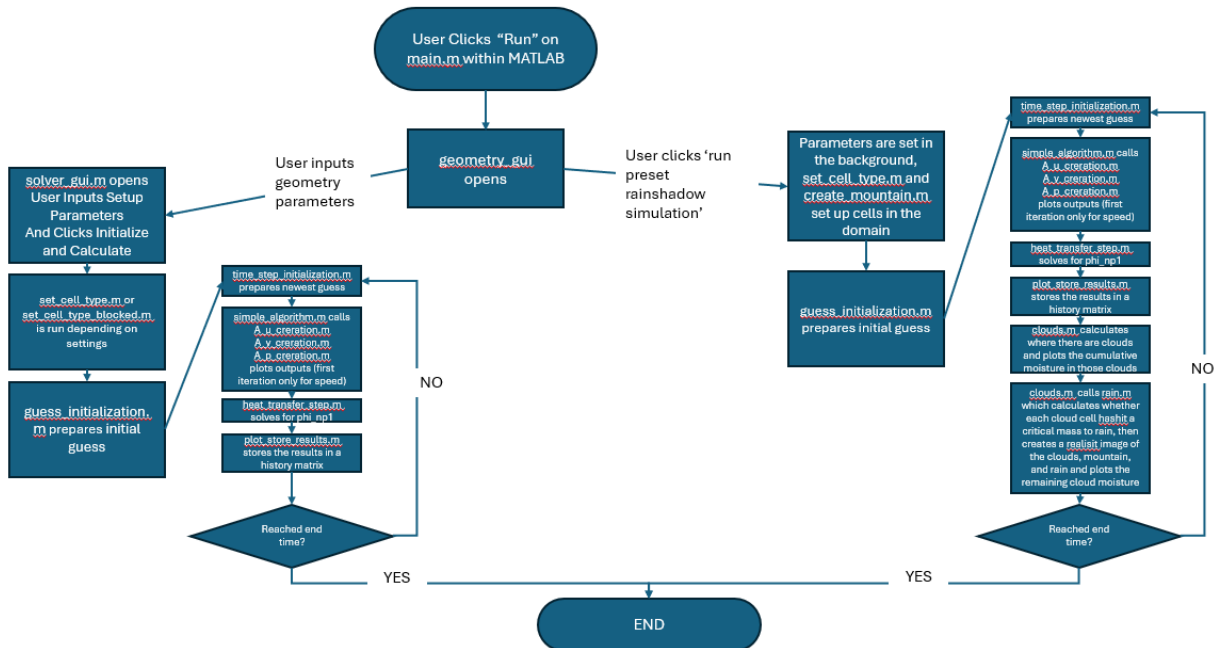 User Clicks “Run” on
main.m within MATLAB
geometry_gui
opens
User inputs
geometry
parameters
User clicks ‘run
preset
rainshadow
simulation’
solver_gui.m opens
User Inputs Setup
Parameters
And Clicks Initialize
and Calculate
set_cell_type.m or
set_cell_type_blocked.m
is run depending on
settings
guess_initialization.
m prepares initial
guess
time_step_initialization.m
prepares newest guess
simple_algorithm.m calls
A_u_creration.m
A_v_creration.m
A_p_creration.m
plots outputs (first
iteration only for speed)
heat_transfer_step.m
solves for phi_np1
plot_store_results.m
stores the results in a
history matrix
Reached end
time?
NO
YES
Parameters are set in
the background,
set_cell_type.m and
create_mountain.m
set up cells in the
domain
guess_initialization.m
prepares initial guess
time_step_initialization.m
prepares newest guess
simple_algorithm.m calls
A_u_creration.m
A_v_creration.m
A_p_creration.m
plots outputs (first
iteration only for speed)
heat_transfer_step.m
solves for phi_np1
plot_store_results.m
stores the results in a
history matrix
clouds.m calculates
where there are clouds
and plots the cumulative
moisture in those clouds
clouds.m calls rain.m
which calculates whether
each cloud cell hashit a
critical mass to rain, then
creates a realisit image of
the clouds, mountain,
and rain and plots the
remaining cloud moisture
Reached end
time?
NO
YES
END